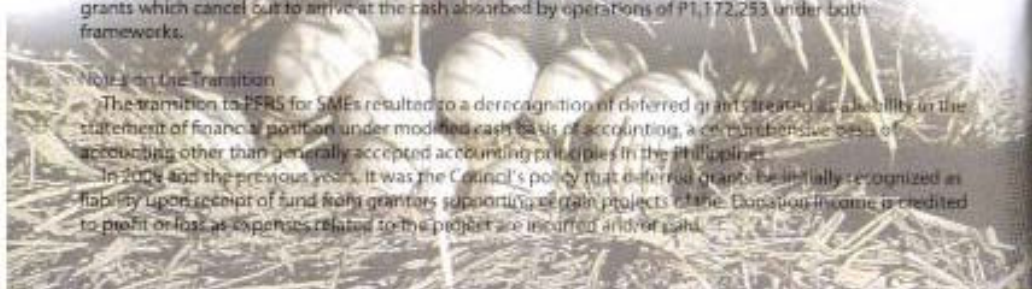 grants which cancel out to arrive at the cash absorbed by operations of ₱1,172,253 under both
frameworks.
Notes on the Transition
The transition to PFRS for SMEs resulted to a derecognition of deferred grants treated as a liability in the
statement of financial position under modified cash basis of accounting, a comprehensive basis of
accounting other than generally accepted accounting principles in the Philippines.
In 2009 and the previous years, it was the Council's policy that deferred grants be initially recognized as
liability upon receipt of fund from grantors supporting certain projects of the. Donation income is credited
to profit or loss as expenses related to the project are incurred and/or paid.